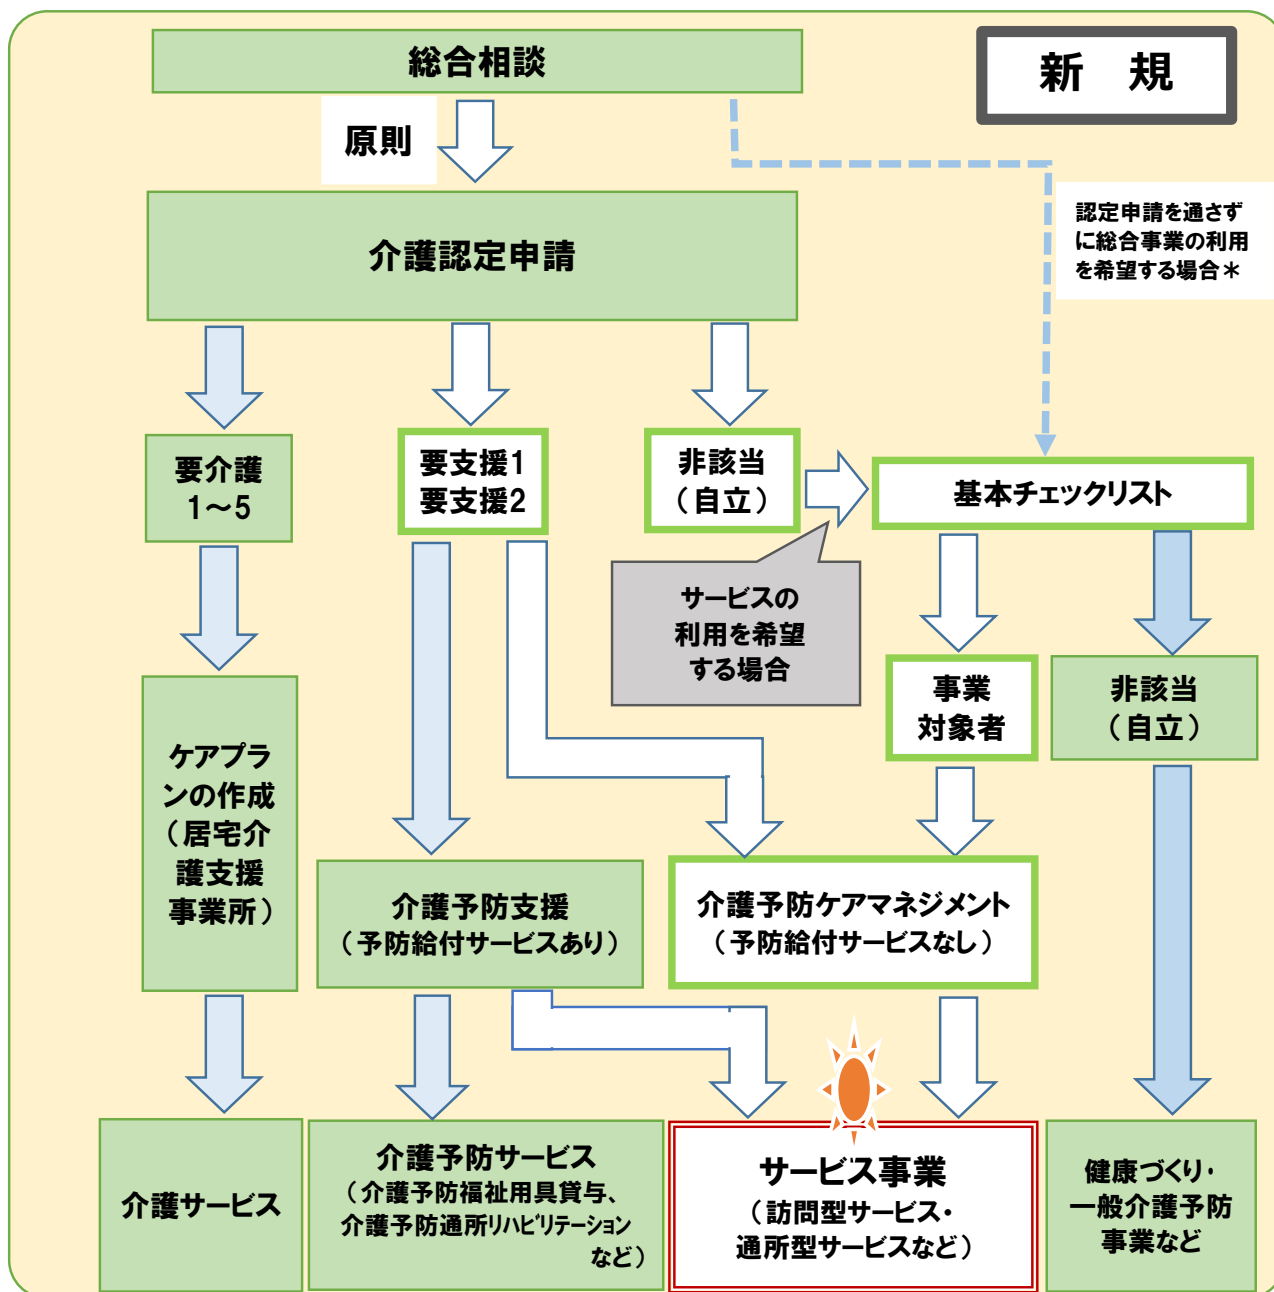 総合相談
新　規
原則
認定申請を通さず
に総合事業の利用
を希望する場合＊
介護認定申請
要介護
1～5
要支援1
要支援2
非該当
（自立）
基本チェックリスト
サービスの
利用を希望
する場合
事業
対象者
非該当
（自立）
ケアプラ
ンの作成
（居宅介
護支援
事業所）
介護予防支援
（予防給付サービスあり）
介護予防ケアマネジメント
（予防給付サービスなし）
介護サービス
介護予防サービス
（介護予防福祉用具貸与、
介護予防通所ﾘﾊﾋﾞﾘﾃｰｼｮﾝ
など）
サービス事業
（訪問型サービス・
通所型サービスなど）
健康づくり・
一般介護予防
事業など